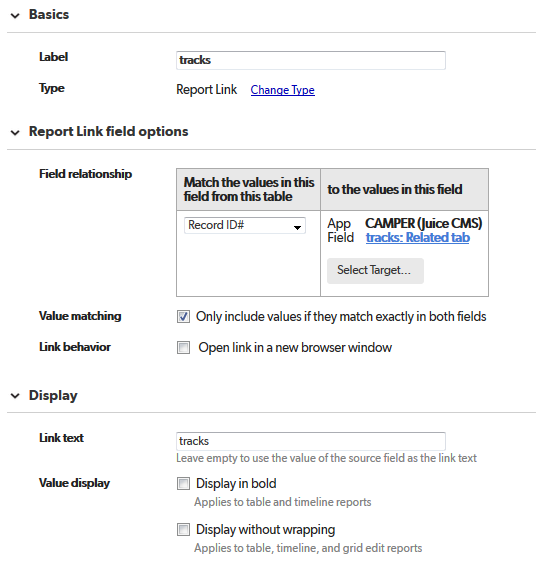 Basics
Label
tracks
Type
Report Link Change Type
Report Link field options
Field relationship
Match the values in this
field from this table
to the values in this field
Record ID#
App CAMPER (Juice CMS)
Field tracks: Related tab
Select Target...
Value matching
Only include values if they match exactly in both fields
Link behavior
Open link in a new browser window
Display
Link text
tracks
Leave empty to use the value of the source field as the link text
Value display
Display in bold
Applies to table and timeline reports
Display without wrapping
Applies to table, timeline, and grid edit reports